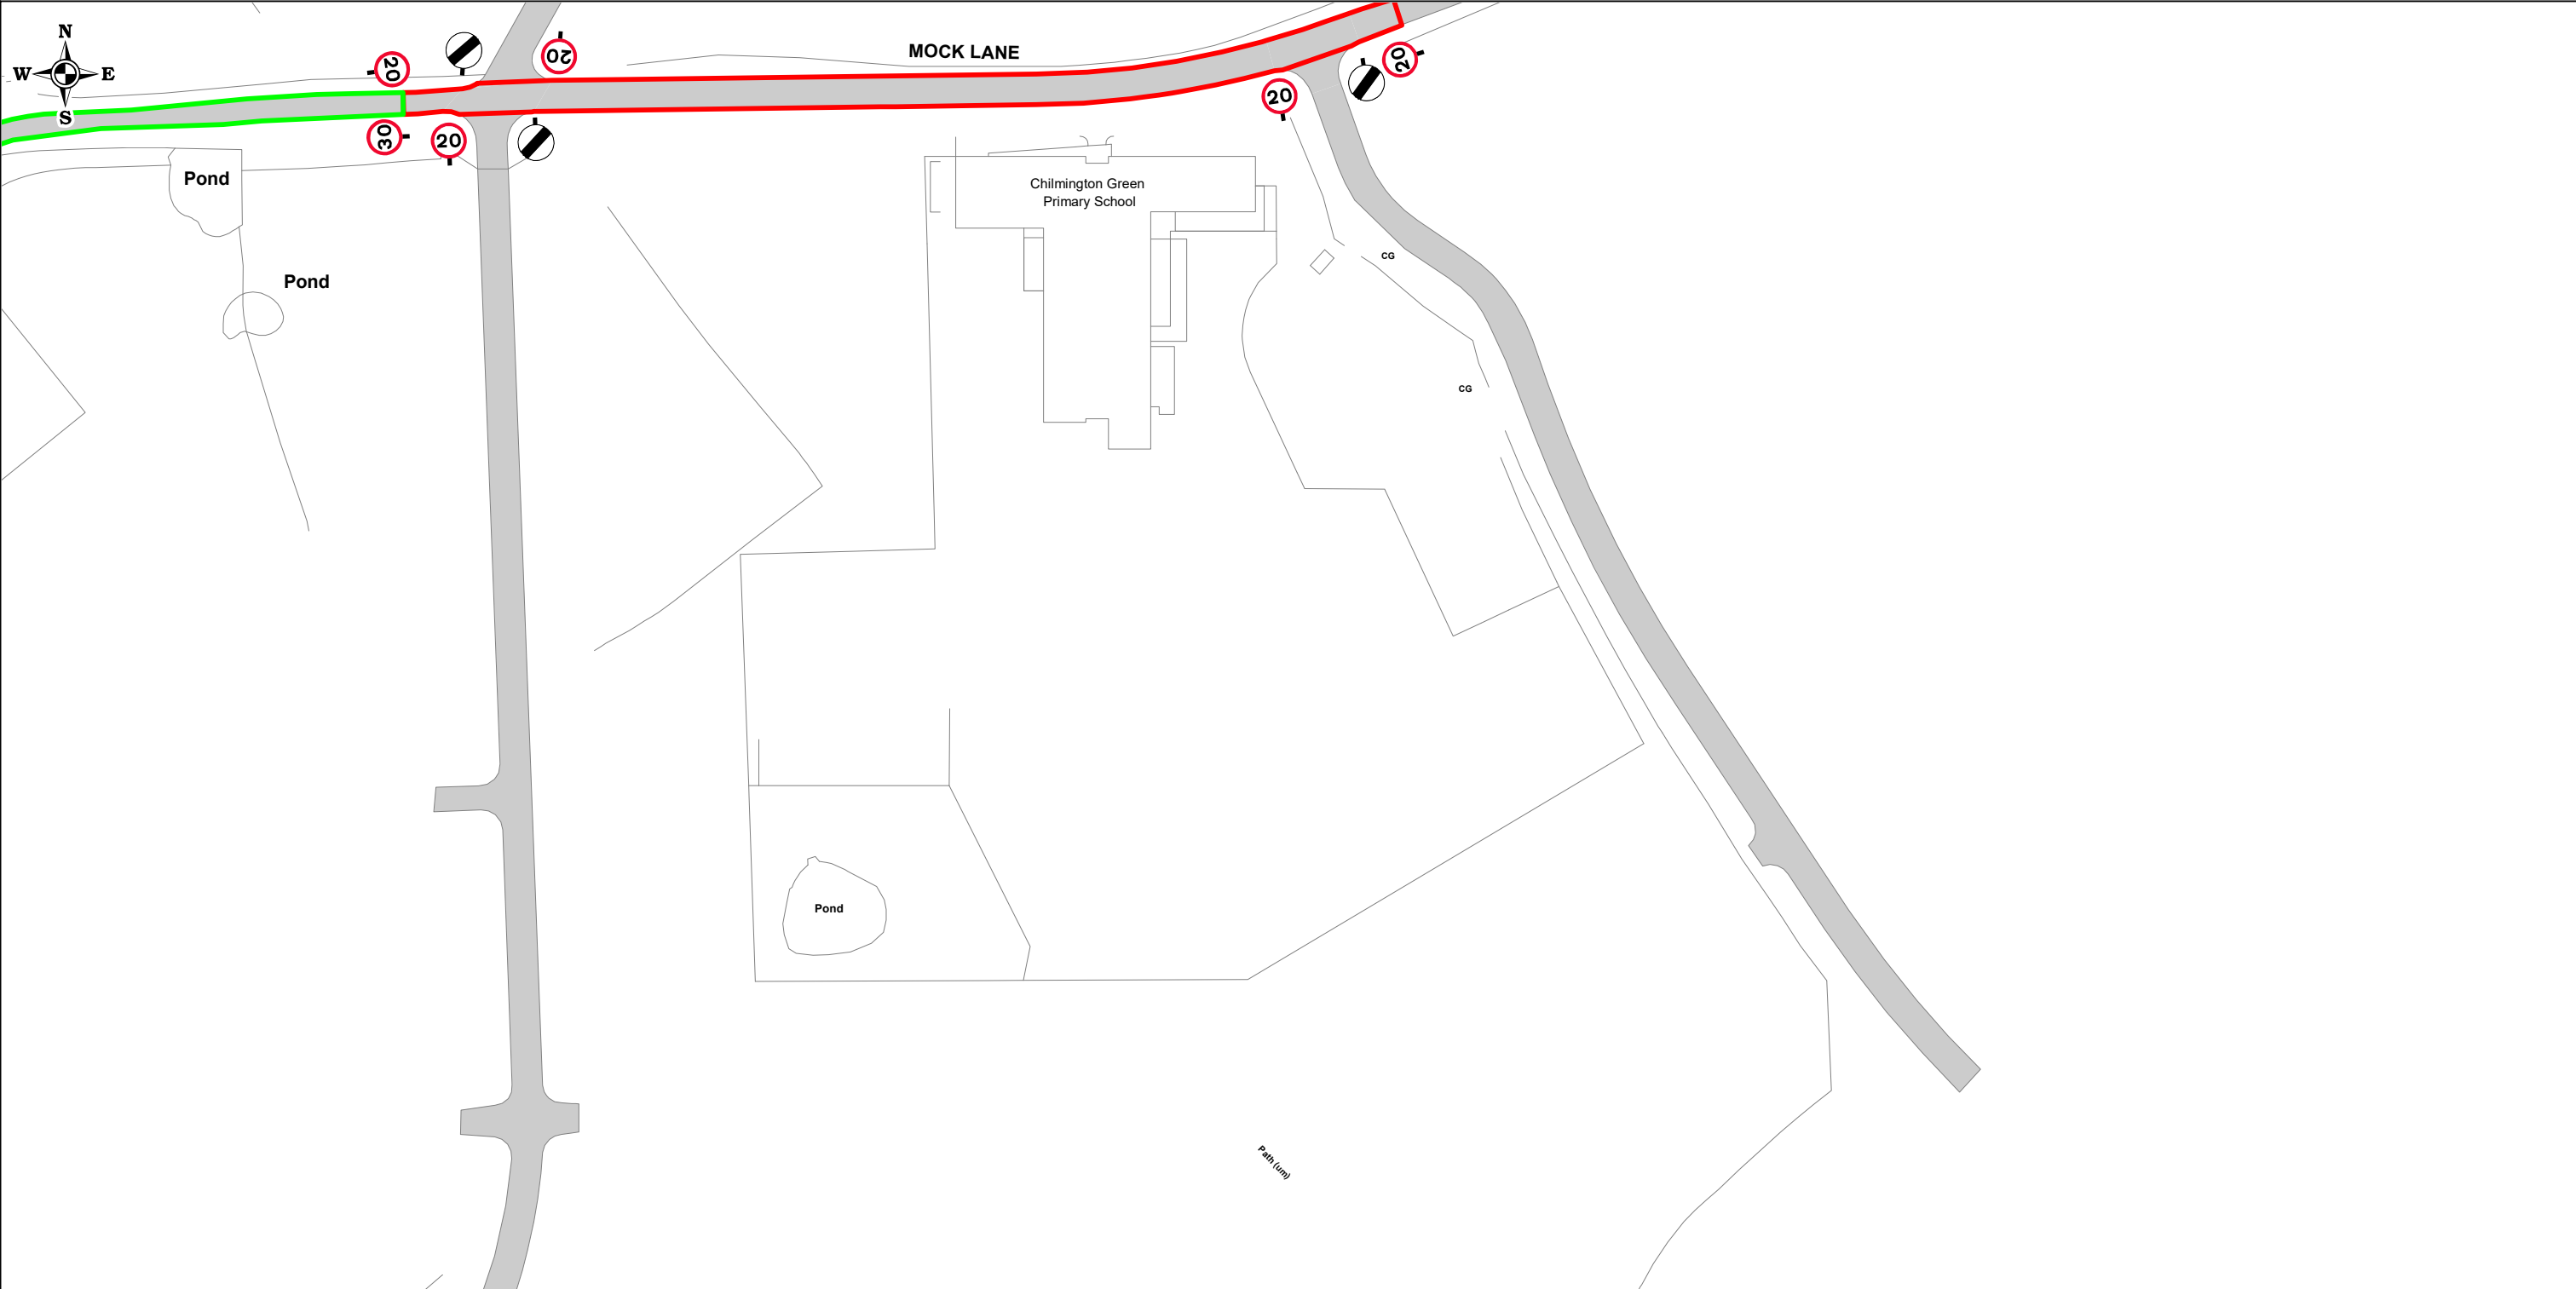 N
W E
S
20
20
MOCK LANE
20
20
30
20
Pond
Chilmington Green
Primary School
CG
Pond
CG
Pond
Path (um)